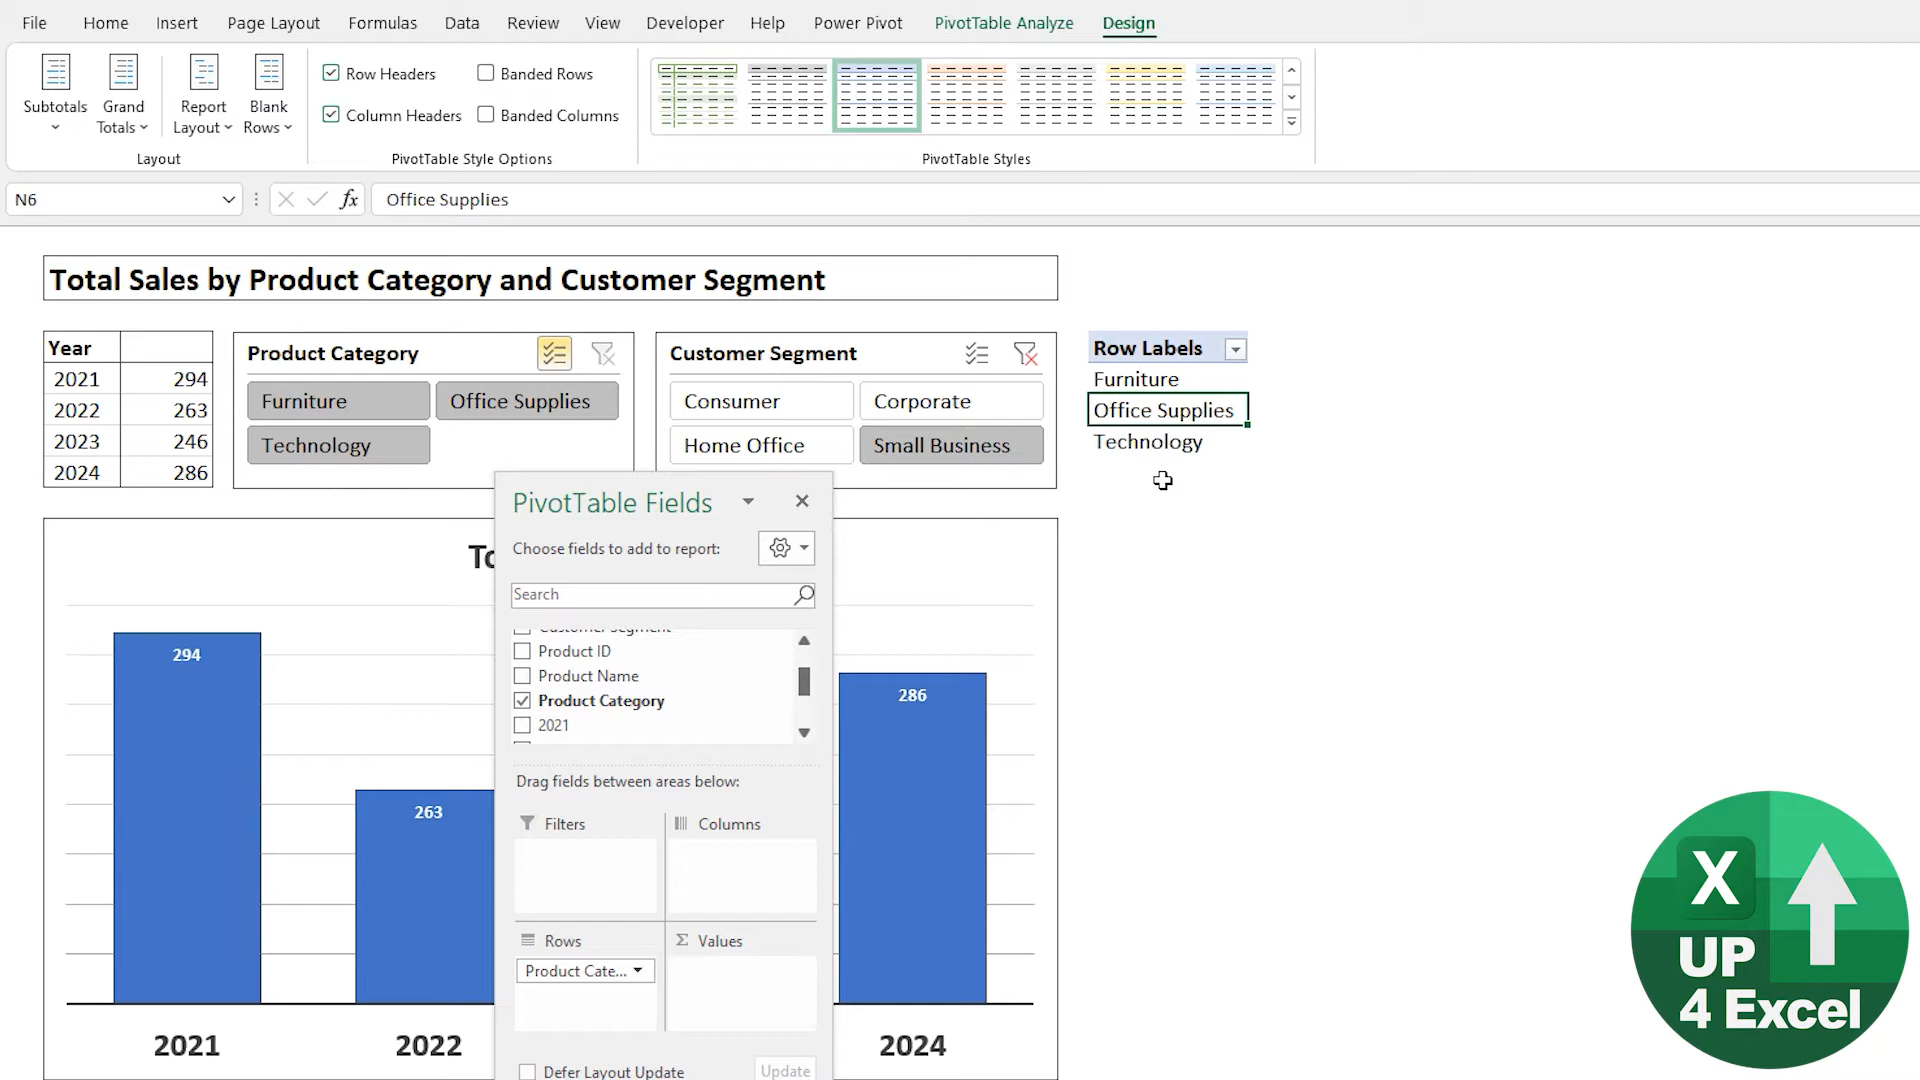 File Home Insert Page Layout Formulas Data Review View Developer Help Power Pivot PivotTable Analyze Design
Subtotals
Grand Totals
Report Layout
Blank Rows
Layout
Row Headers
Banded Rows
Column Headers
Banded Columns
PivotTable Style Options
PivotTable Styles
N6
fx
Office Supplies
Total Sales by Product Category and Customer Segment
Year
2021 294
2022 263
2023 246
2024 286
Product Category
Furniture Office Supplies
Technology
Customer Segment
Consumer Corporate
Home Office Small Business
Row Labels
Furniture
Office Supplies
Technology
PivotTable Fields
Choose fields to add to report:
Search
Customer Segment
Product ID
Product Name
Product Category
2021
Drag fields between areas below:
Filters
Columns
Rows
Σ Values
Product Cate...
Defer Layout Update
Update
To
294
263
286
2021 2022 2024
X
UP
4 Excel